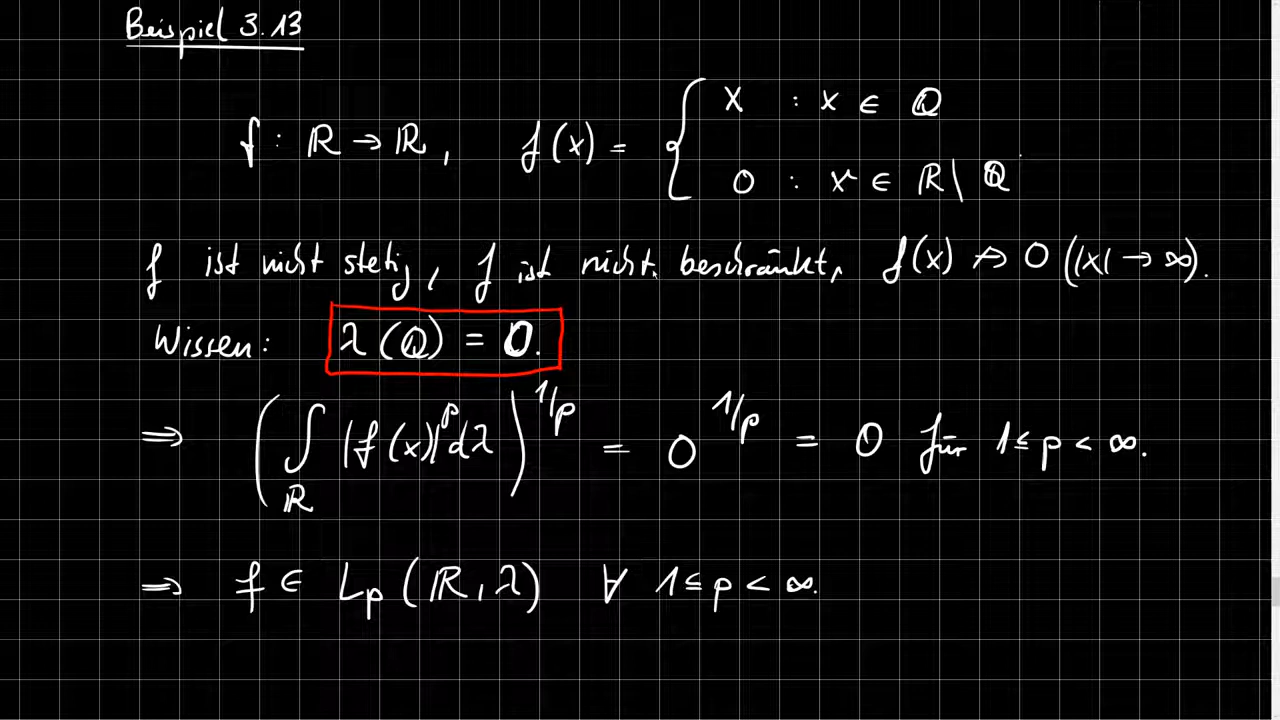 Beispiel 3.13
f : ℝ → ℝ, f(x) = { x : x ∈ ℚ
0 : x ∈ ℝ \ ℚ
f ist nicht stetig, f ist nicht beschränkt, f(x) ↛ 0 (|x| → ∞).
Wissen: λ(ℚ) = 0.
⇒ ( ∫_ℝ |f(x)|^p dλ )^{1/p} = 0^{1/p} = 0 für 1 ≤ p < ∞.
⇒ f ∈ L_p (ℝ, λ) ∀ 1 ≤ p < ∞.